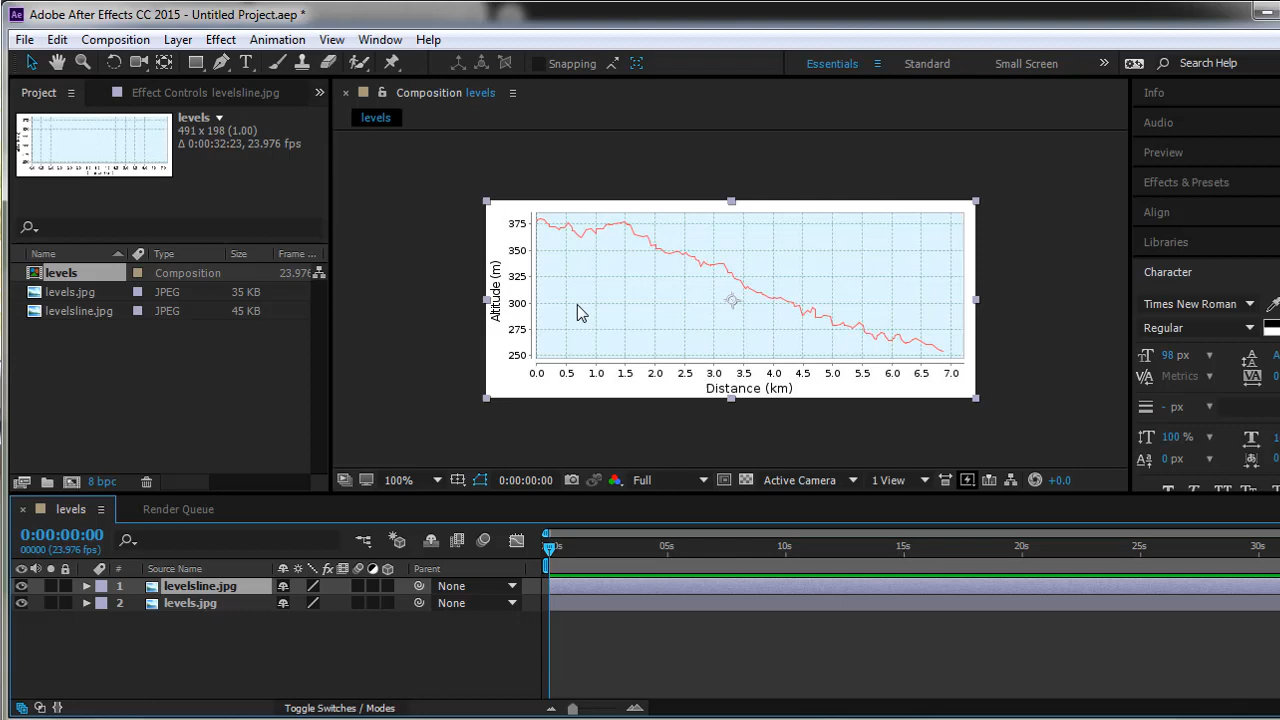 Ae Adobe After Effects CC 2015 - Untitled Project.aep *
File Edit Composition Layer Effect Animation View Window Help
Snapping Essentials Standard Small Screen Search Help
Project Effect Controls levelsline.jpg
levels
491 x 198 (1.00)
Δ 0:00:32:23, 23.976 fps
Name Type Size Frame ...
levels Composition 23.976
levels.jpg JPEG 35 KB
levelsline.jpg JPEG 45 KB
8 bpc
Composition levels
levels
375
350
325
300
275
250
Altitude (m)
0.0 0.5 1.0 1.5 2.0 2.5 3.0 3.5 4.0 4.5 5.0 5.5 6.0 6.5 7.0
Distance (km)
100% 0:00:00:00 Full Active Camera 1 View +0.0
Info
Audio
Preview
Effects & Presets
Align
Libraries
Character
Times New Roman
Regular
98 px
Metrics
- px
100 %
0 px
levels Render Queue
0:00:00:00
00000 (23.976 fps)
05s 10s 15s 20s 25s 30s
# Source Name Parent
1 levelsline.jpg None
2 levels.jpg None
Toggle Switches / Modes